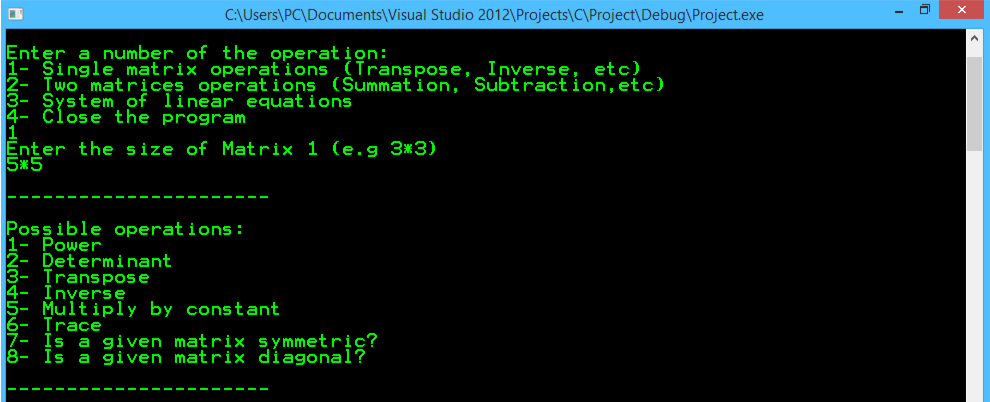 C:\Users\PC\Documents\Visual Studio 2012\Projects\C\Project\Debug\Project.exe
Enter a number of the operation:
1- Single matrix operations (Transpose, Inverse, etc)
2- Two matrices operations (Summation, Subtraction,etc)
3- System of linear equations
4- Close the program
1
Enter the size of Matrix 1 (e.g 3*3)
5*5
----------------------
Possible operations:
1- Power
2- Determinant
3- Transpose
4- Inverse
5- Multiply by constant
6- Trace
7- Is a given matrix symmetric?
8- Is a given matrix diagonal?
----------------------